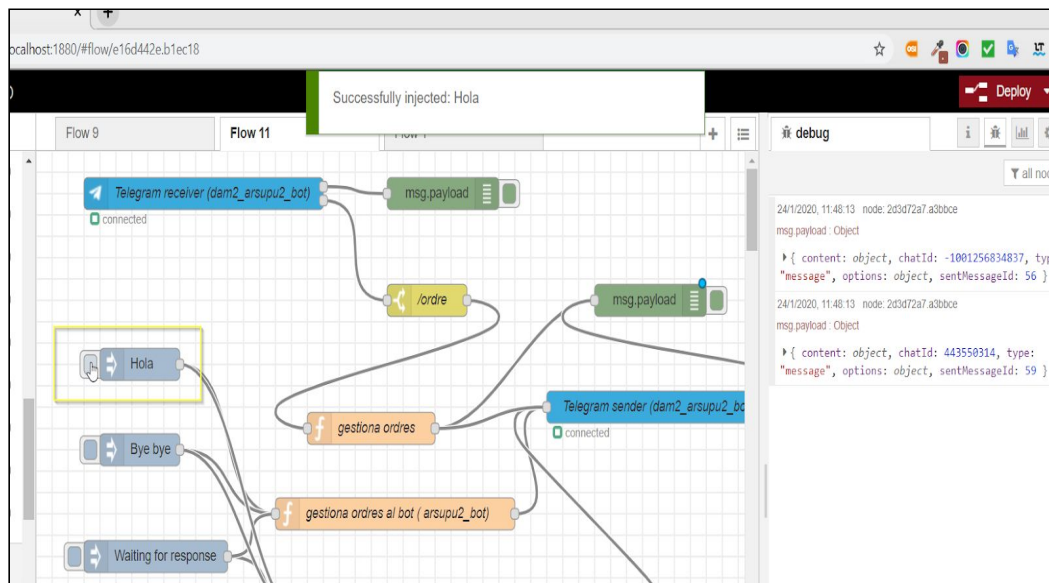 ocalhost:1880/#flow/e16d442e.b1ec18
Successfully injected: Hola
Deploy
Flow 9
Flow 11
debug
all nod
Telegram receiver (dam2_arsupu2_bot)
connected
msg.payload
/ordre
msg.payload
Hola
gestiona ordres
Telegram sender (dam2_arsupu2_bo
connected
Bye bye
gestiona ordres al bot ( arsupu2_bot)
Waiting for response
24/1/2020, 11:48:13 node: 2d3d72a7.a3bbce
msg.payload : Object
{ content: object, chatId: -1001256834837, typ
"message", options: object, sentMessageId: 56 }
24/1/2020, 11:48:13 node: 2d3d72a7.a3bbce
msg.payload : Object
{ content: object, chatId: 443550314, type:
"message", options: object, sentMessageId: 59 }